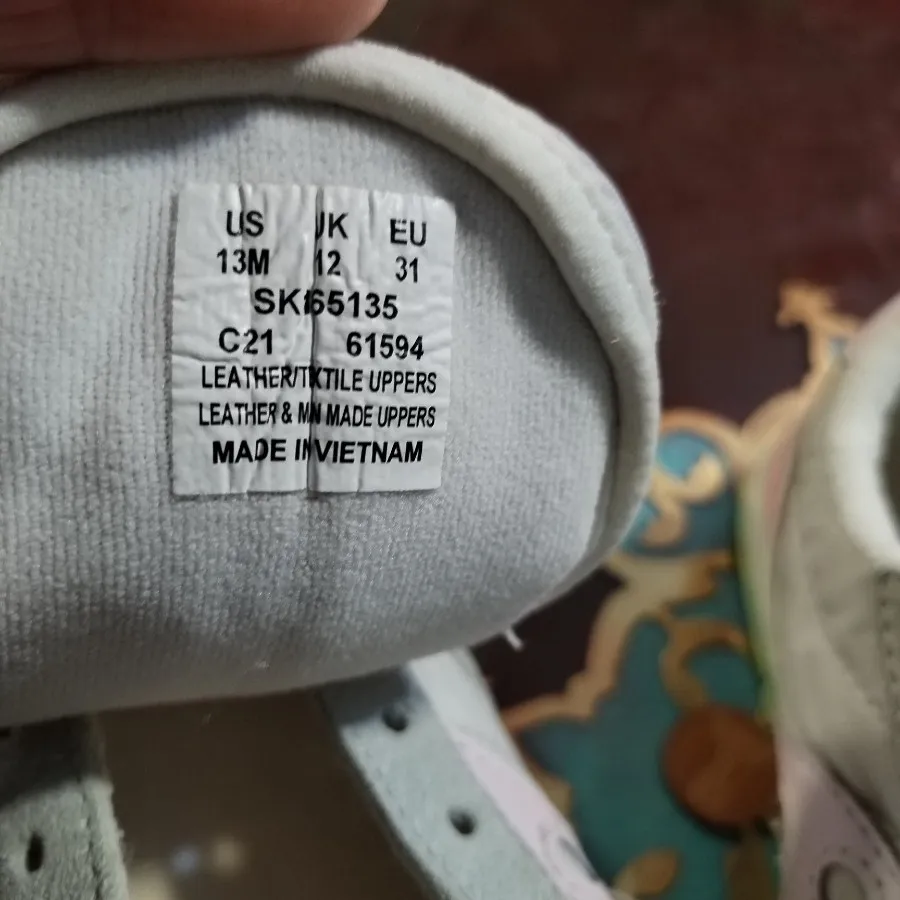 US UK EU
13M 12 31
SK65135
C21 61594
LEATHER/TEXTILE UPPERS
LEATHER & MAN MADE UPPERS
MADE IN VIETNAM